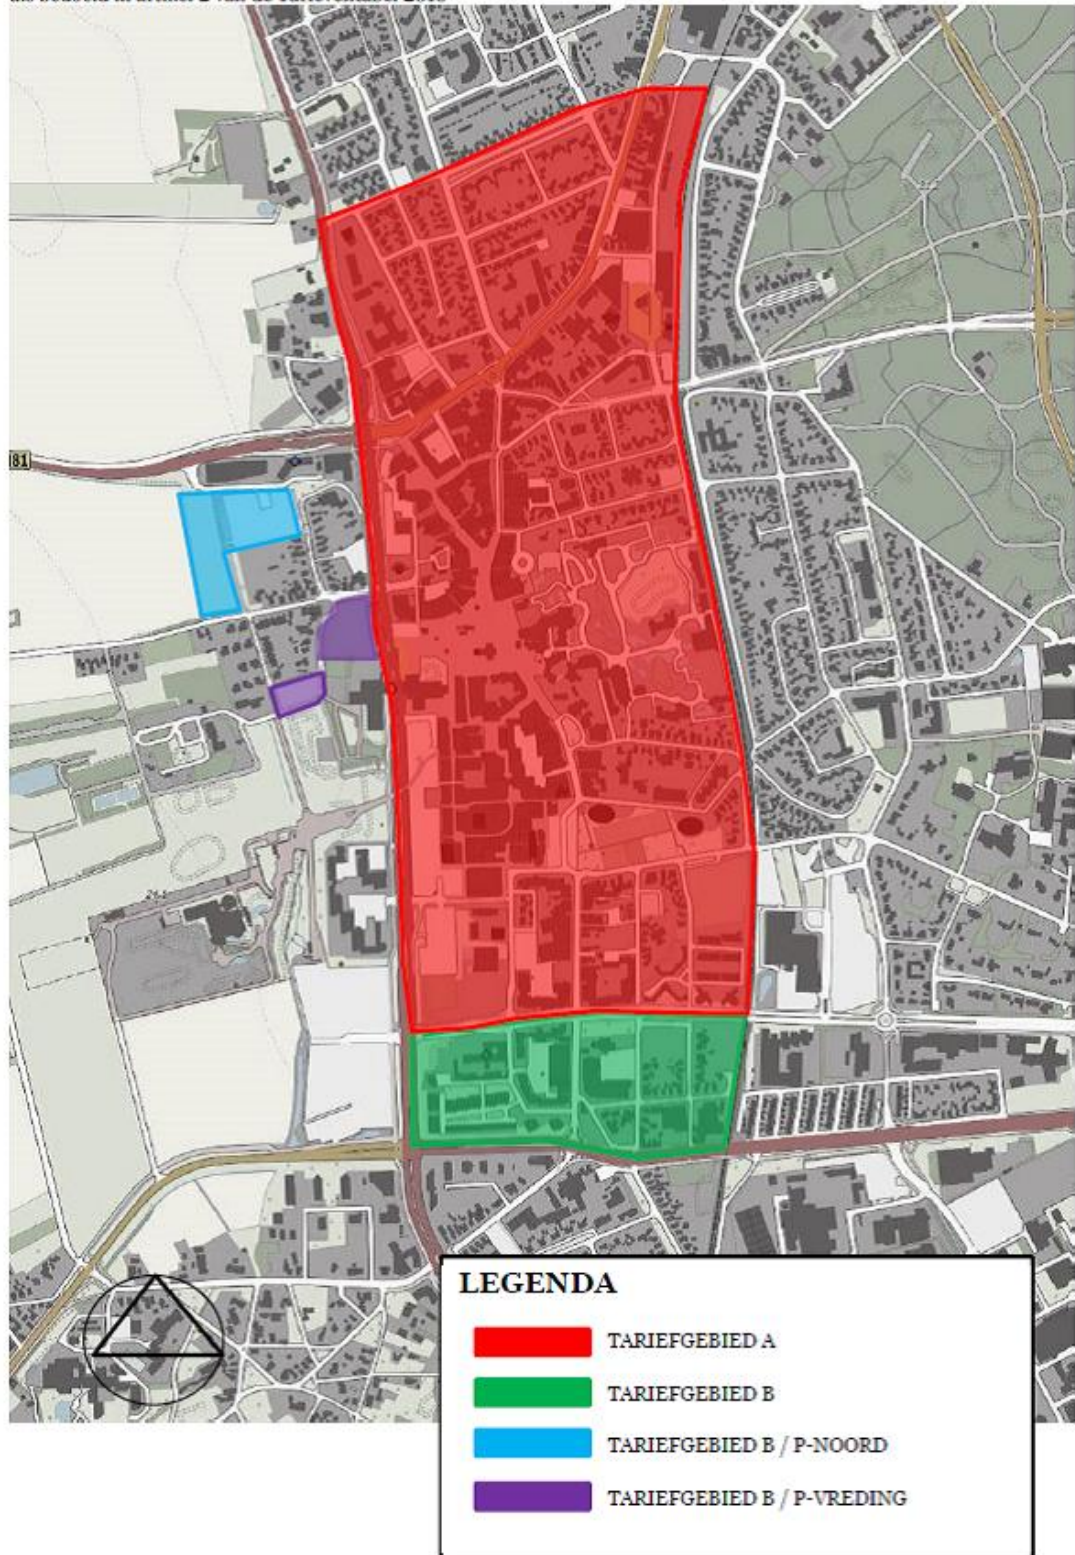 81
LEGENDA
TARIEFGEBIED A
TARIEFGEBIED B
TARIEFGEBIED B / P-NOORD
TARIEFGEBIED B / P-VREDING